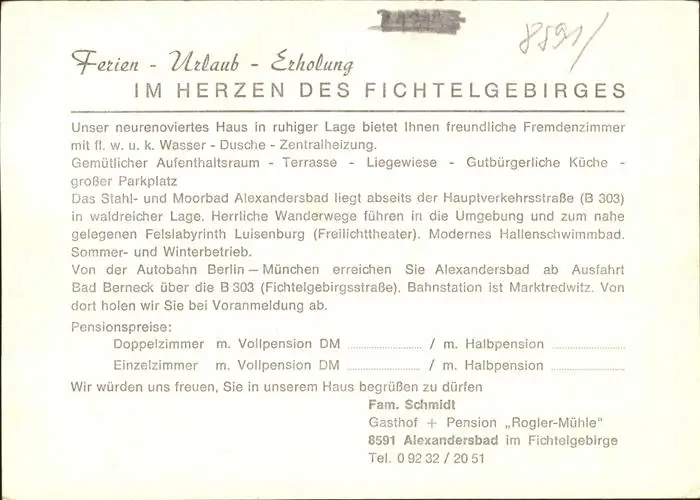 8591/
Ferien - Urlaub - Erholung
IM HERZEN DES FICHTELGEBIRGES
Unser neurenoviertes Haus in ruhiger Lage bietet Ihnen freundliche Fremdenzimmer
mit fl. w. u. k. Wasser - Dusche - Zentralheizung.
Gemütlicher Aufenthaltsraum - Terrasse - Liegewiese - Gutbürgerliche Küche -
großer Parkplatz
Das Stahl- und Moorbad Alexandersbad liegt abseits der Hauptverkehrsstraße (B 303)
in waldreicher Lage. Herrliche Wanderwege führen in die Umgebung und zum nahe
gelegenen Felslabyrinth Luisenburg (Freilichttheater). Modernes Hallenschwimmbad.
Sommer- und Winterbetrieb.
Von der Autobahn Berlin – München erreichen Sie Alexandersbad ab Ausfahrt
Bad Berneck über die B 303 (Fichtelgebirgsstraße). Bahnstation ist Marktredwitz. Von
dort holen wir Sie bei Voranmeldung ab.
Pensionspreise:
Doppelzimmer m. Vollpension DM .................... / m. Halbpension ....................
Einzelzimmer m. Vollpension DM .................... / m. Halbpension ....................
Wir würden uns freuen, Sie in unserem Haus begrüßen zu dürfen
Fam. Schmidt
Gasthof + Pension „Rogler-Mühle“
8591 Alexandersbad im Fichtelgebirge
Tel. 0 92 32 / 20 51